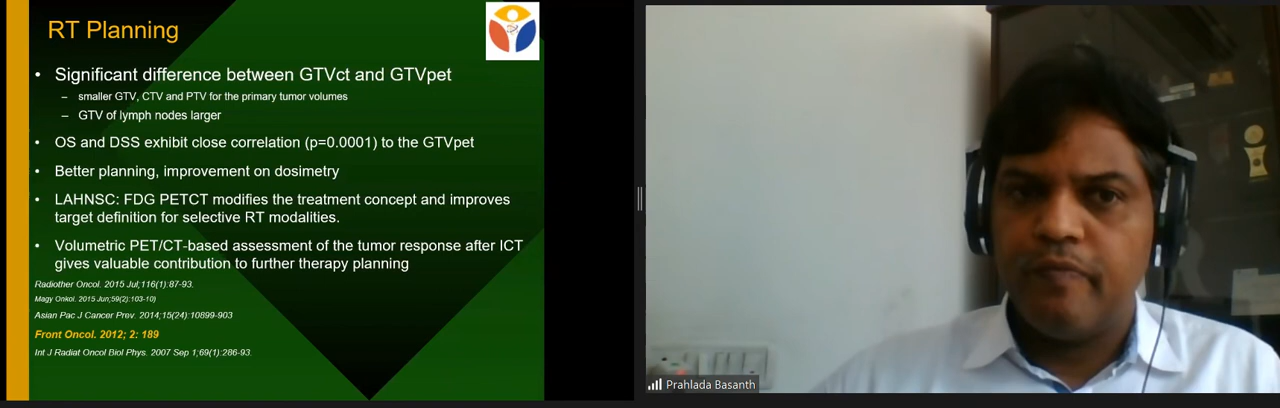 RT Planning
• Significant difference between GTVct and GTVpet
– smaller GTV, CTV and PTV for the primary tumor volumes
– GTV of lymph nodes larger
• OS and DSS exhibit close correlation (p=0.0001) to the GTVpet
• Better planning, improvement on dosimetry
• LAHNSC: FDG PETCT modifies the treatment concept and improves
target definition for selective RT modalities.
• Volumetric PET/CT-based assessment of the tumor response after ICT
gives valuable contribution to further therapy planning
Radiother Oncol. 2015 Jul;116(1):87-93.
Magy Onkol. 2015 Jun;59(2):103-10)
Asian Pac J Cancer Prev. 2014;15(24):10899-903
Front Oncol. 2012; 2: 189
Int J Radiat Oncol Biol Phys. 2007 Sep 1;69(1):286-93.
Prahlada Basanth